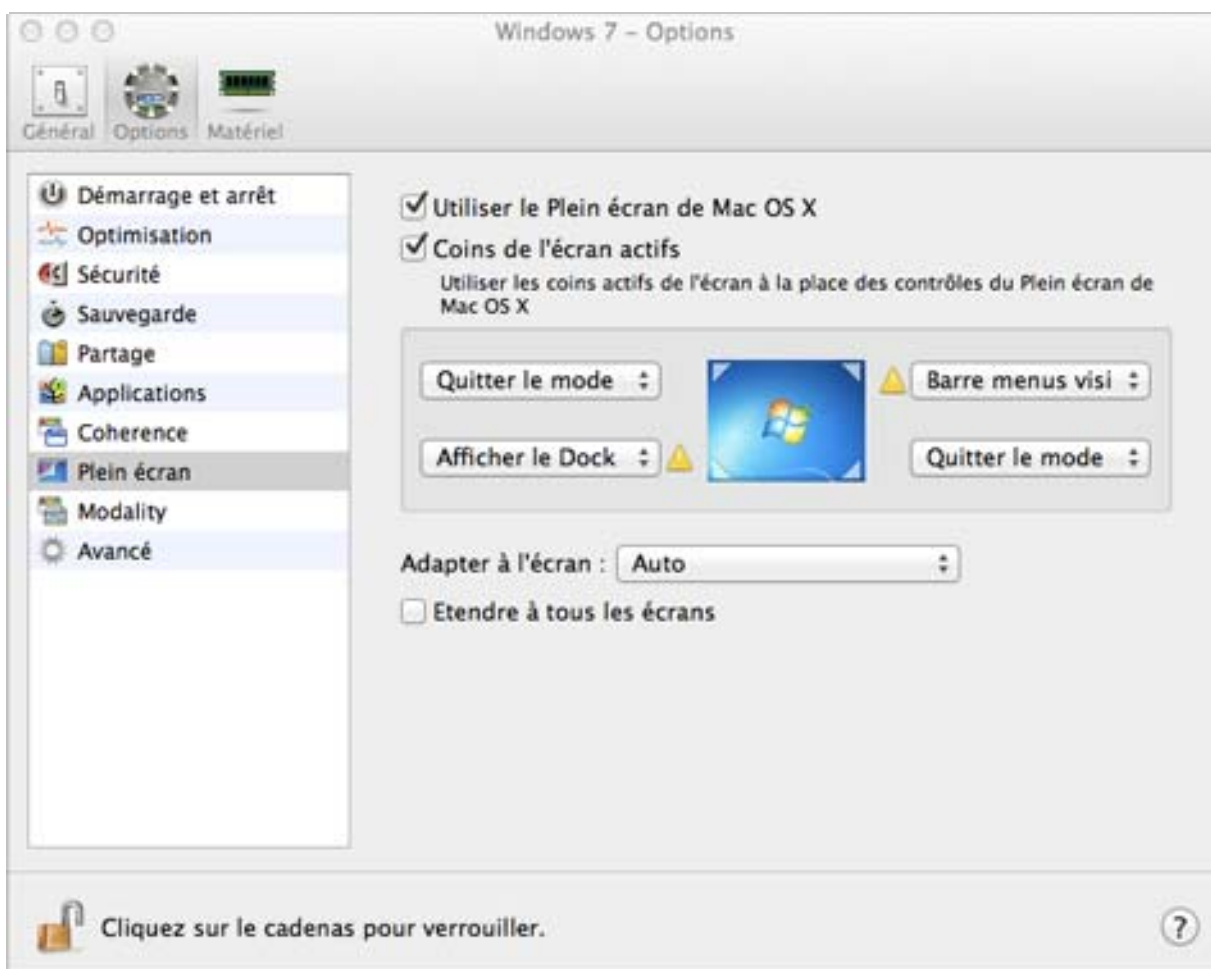 Windows 7 – Options
Général
Options
Matériel
Démarrage et arrêt
Optimisation
Sécurité
Sauvegarde
Partage
Applications
Coherence
Plein écran
Modality
Avancé
Utiliser le Plein écran de Mac OS X
Coins de l'écran actifs
Utiliser les coins actifs de l'écran à la place des contrôles du Plein écran de
Mac OS X
Quitter le mode
Barre menus visi
Afficher le Dock
Quitter le mode
Adapter à l'écran :
Auto
Etendre à tous les écrans
Cliquez sur le cadenas pour verrouiller.
?